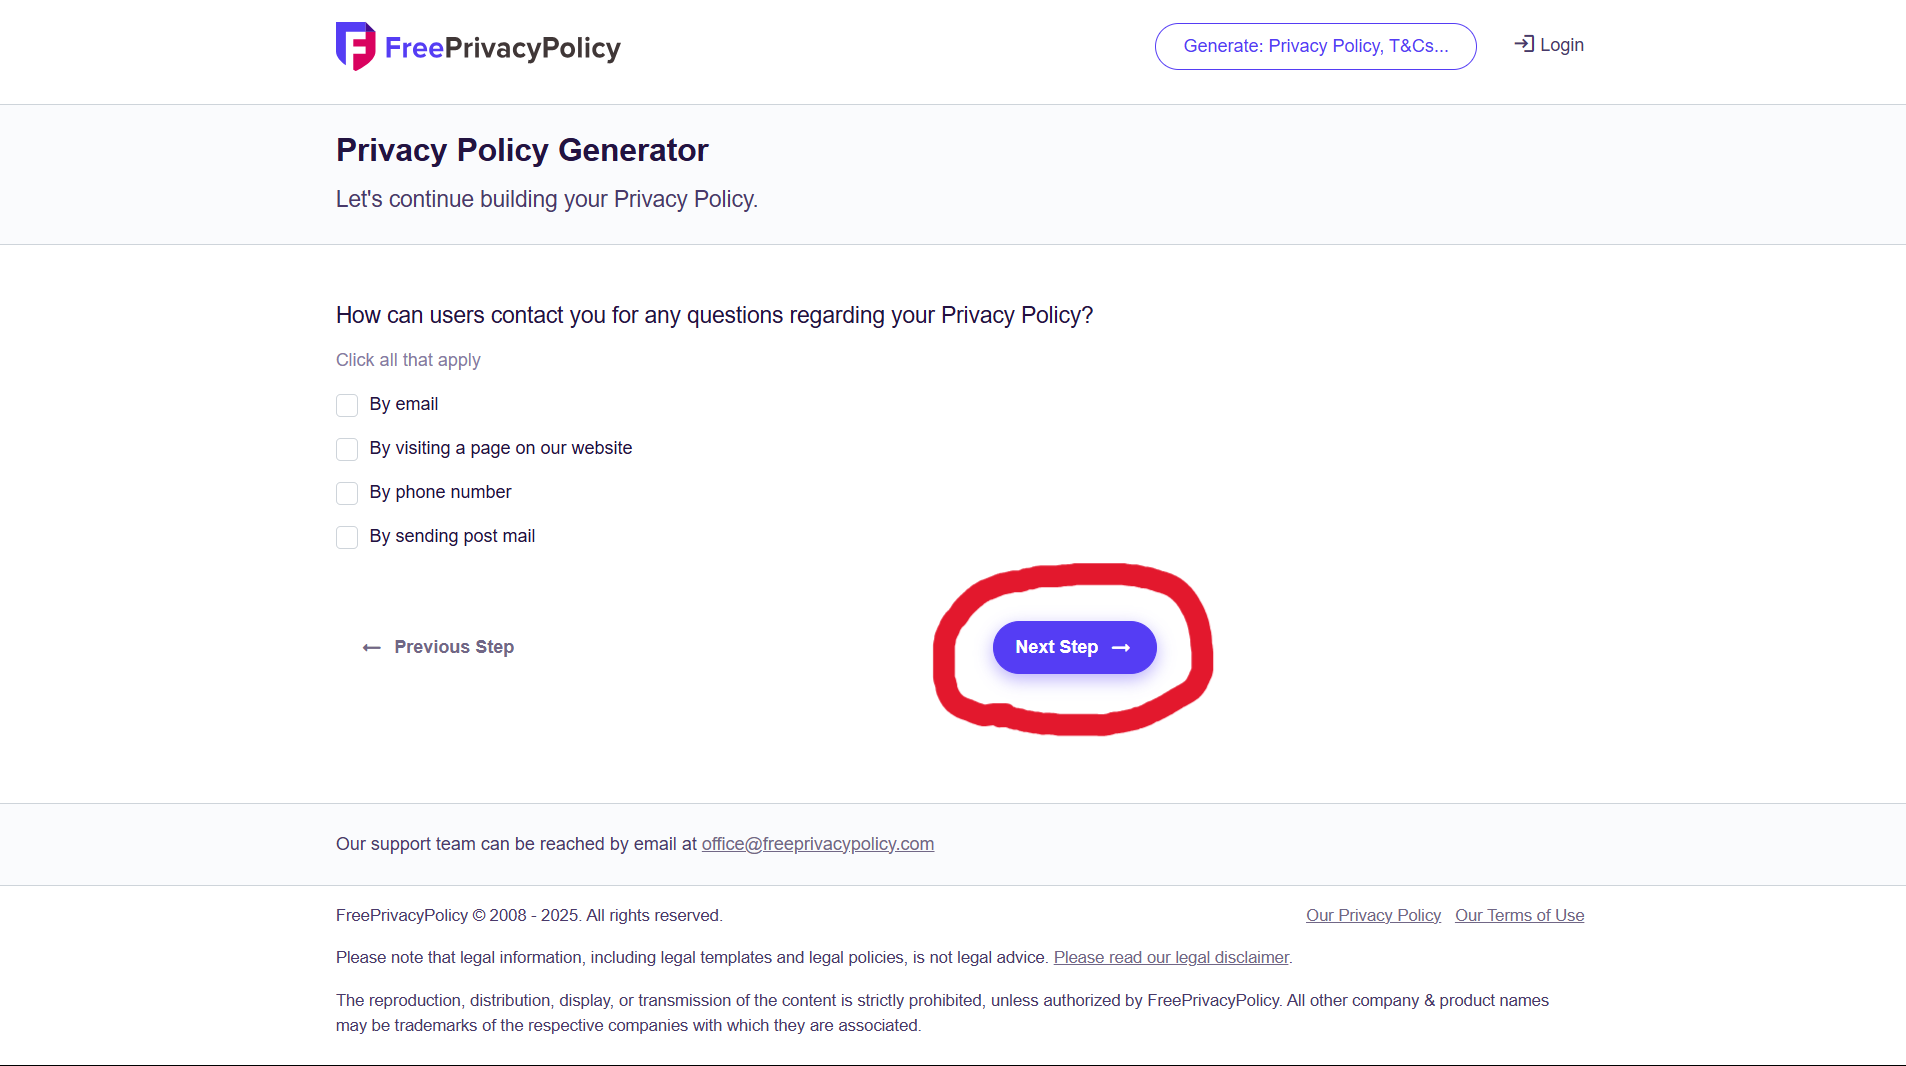 FreePrivacyPolicy
Generate: Privacy Policy, T&Cs...
Login
Privacy Policy Generator
Let's continue building your Privacy Policy.
How can users contact you for any questions regarding your Privacy Policy?
Click all that apply
By email
By visiting a page on our website
By phone number
By sending post mail
← Previous Step
Next Step →
Our support team can be reached by email at office@freeprivacypolicy.com
FreePrivacyPolicy © 2008 - 2025. All rights reserved.
Our Privacy Policy
Our Terms of Use
Please note that legal information, including legal templates and legal policies, is not legal advice. Please read our legal disclaimer.
The reproduction, distribution, display, or transmission of the content is strictly prohibited, unless authorized by FreePrivacyPolicy. All other company & product names
may be trademarks of the respective companies with which they are associated.